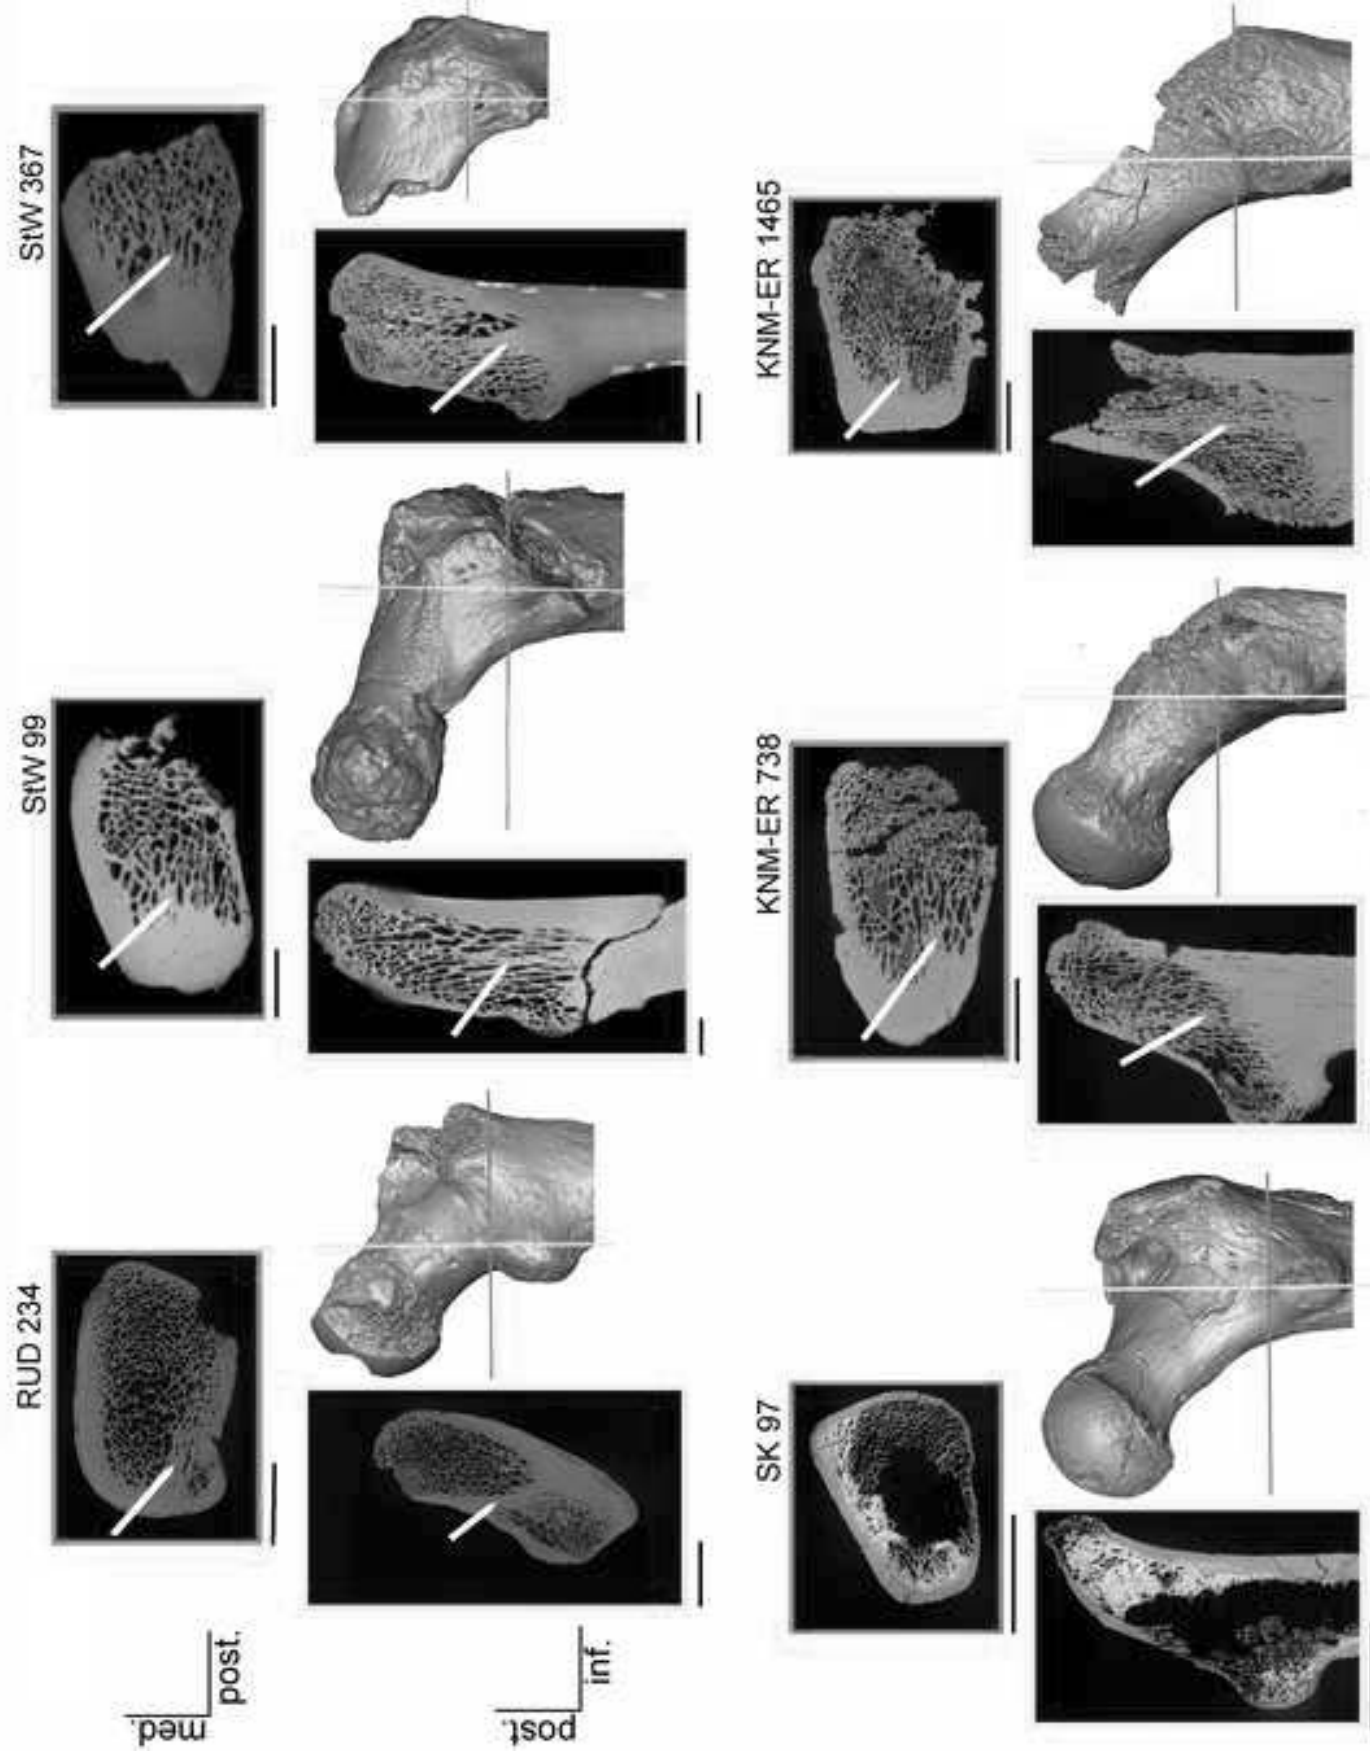 RUD 234
StW 99
StW 367
med.
post.
post.
inf.
SK 97
KNM-ER 738
KNM-ER 1465